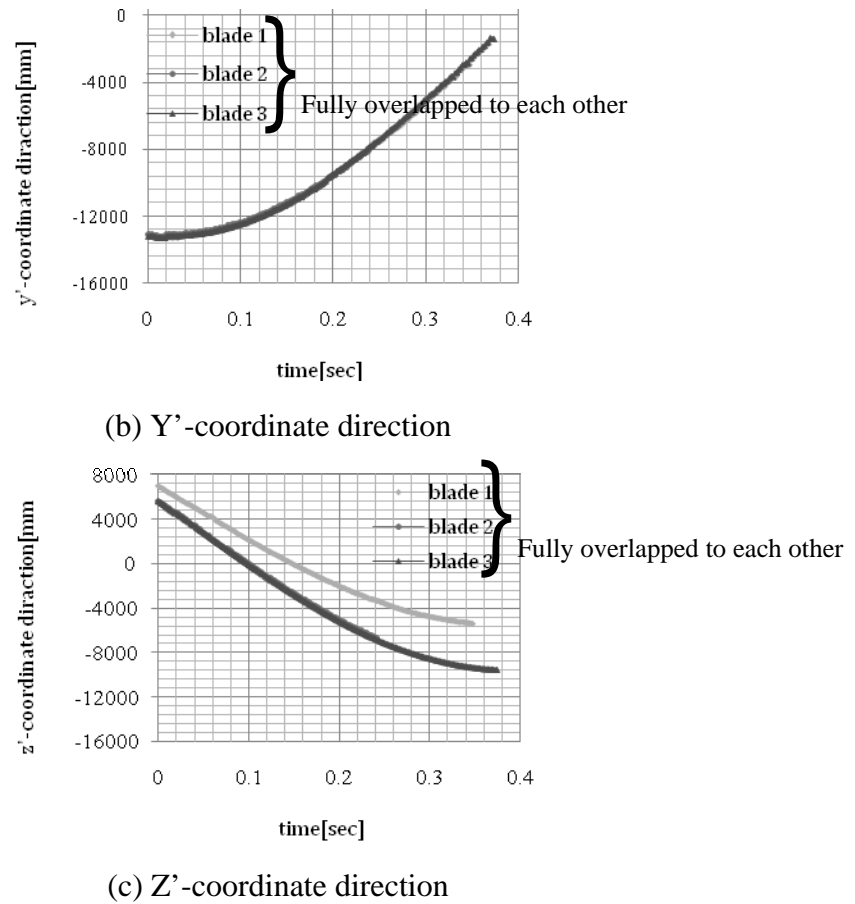 0
-4000
-8000
-12000
-16000
y'-coordinate diraction[mm]
blade 1
blade 2
blade 3
Fully overlapped to each other
0 0.1 0.2 0.3 0.4
time[sec]
(b) Y’-coordinate direction
8000
4000
0
-4000
-8000
-12000
-16000
z'-coordinate diraction[mm
blade 1
blade 2
blade 3
Fully overlapped to each other
0 0.1 0.2 0.3 0.4
time[sec]
(c) Z’-coordinate direction